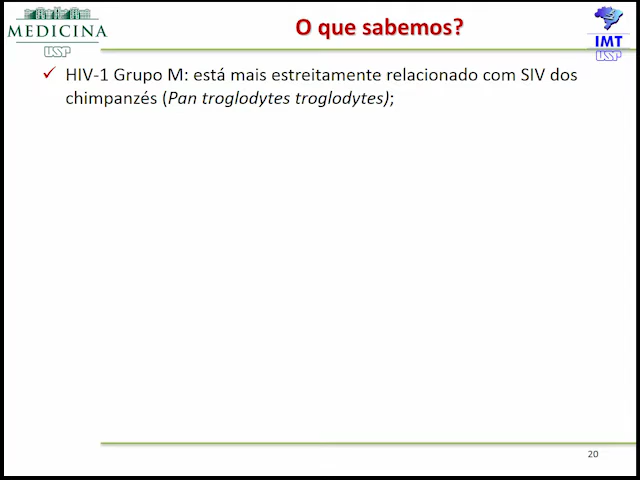 MEDICINA
USP
O que sabemos?
IMT
USP
✓ HIV-1 Grupo M: está mais estreitamente relacionado com SIV dos
chimpanzés (Pan troglodytes troglodytes);
20